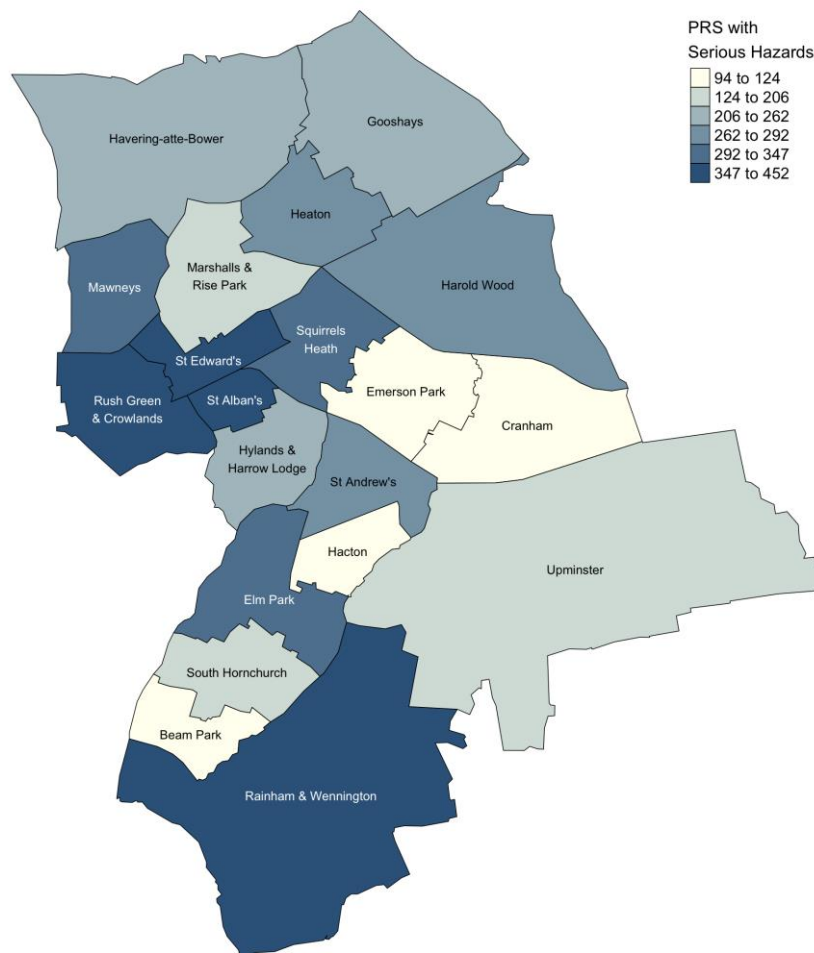 PRS with
Serious Hazards
94 to 124
124 to 206
206 to 262
262 to 292
292 to 347
347 to 452
Gooshays
Havering-atte-Bower
Heaton
Marshalls &
Rise Park
Harold Wood
Mawneys
Squirrels
Heath
St Edward's
Emerson Park
Rush Green
& Crowlands
St Alban's
Cranham
Hylands &
Harrow Lodge
St Andrew's
Hacton
Upminster
Elm Park
South Hornchurch
Beam Park
Rainham & Wennington